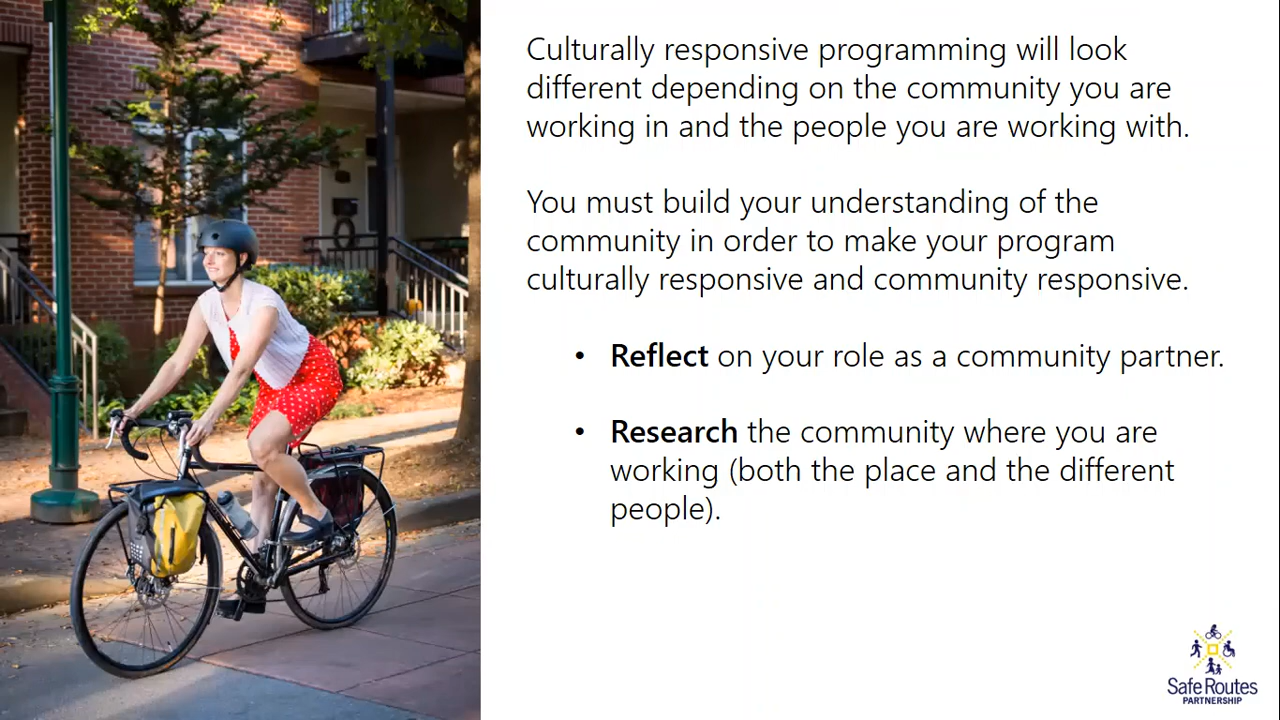 Culturally responsive programming will look
different depending on the community you are
working in and the people you are working with.
You must build your understanding of the
community in order to make your program
culturally responsive and community responsive.
• Reflect on your role as a community partner.
• Research the community where you are
working (both the place and the different
people).
Safe Routes
PARTNERSHIP